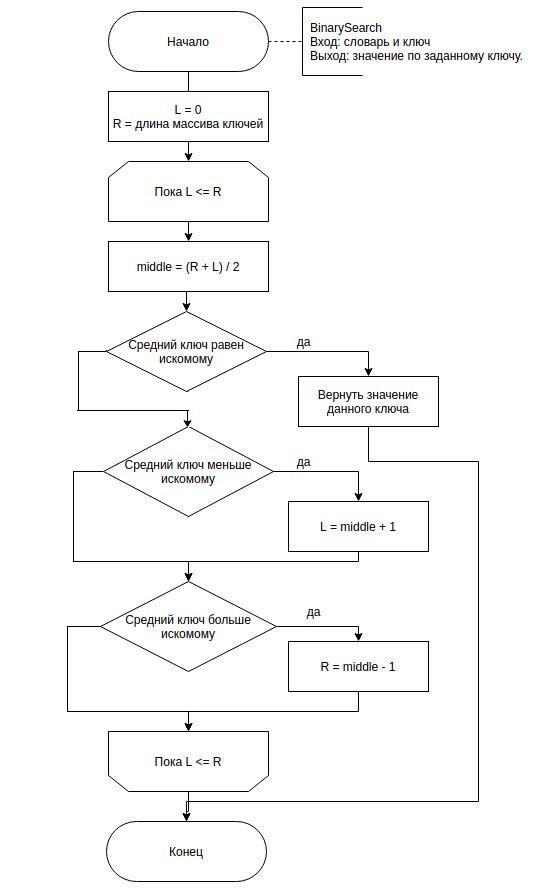 Начало
BinarySearch
Вход: словарь и ключ
Выход: значение по заданному ключу.
L = 0
R = длина массива ключей
Пока L <= R
middle = (R + L) / 2
Средний ключ равен
искомому
да
Вернуть значение
данного ключа
Средний ключ меньше
искомому
да
L = middle + 1
Средний ключ больше
искомому
да
R = middle - 1
Пока L <= R
Конец